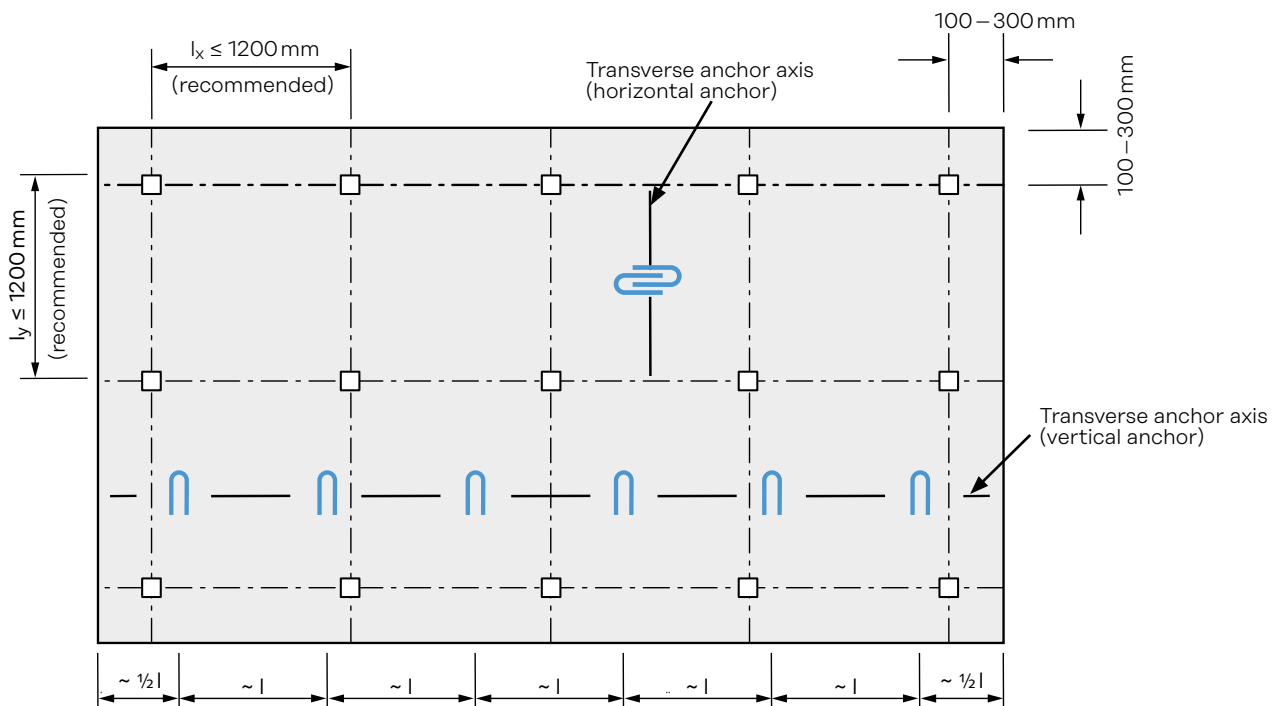 100 – 300 mm
lx ≤ 1200 mm
(recommended)
Transverse anchor axis
(horizontal anchor)
100 – 300 mm
ly ≤ 1200 mm
(recommended)
Transverse anchor axis
(vertical anchor)
~ ½ l
~ l
~ l
~ l
~ l
~ l
~ ½ l